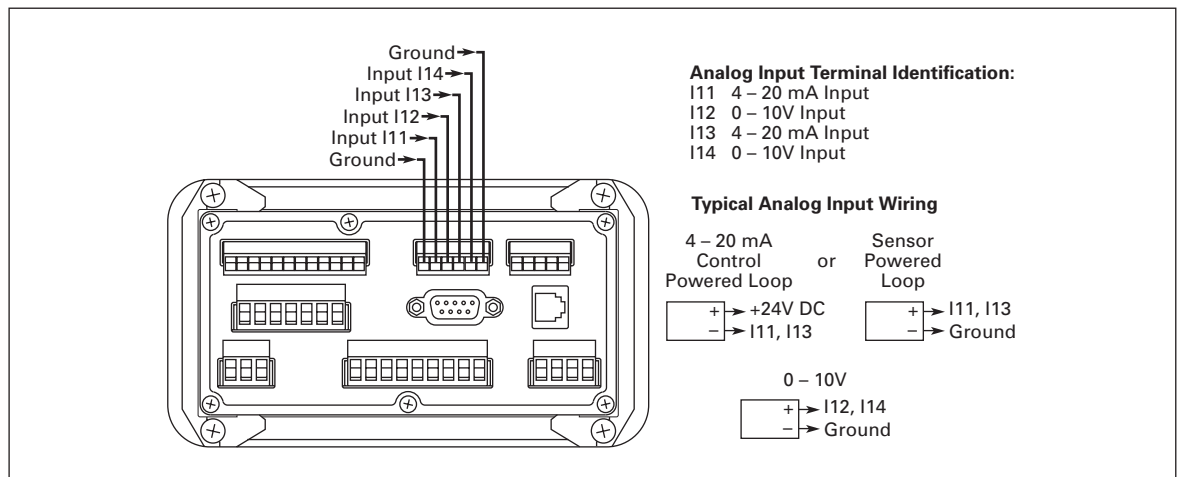 Ground
Input I14
Input I13
Input I12
Input I11
Ground
Analog Input Terminal Identification:
I11 4 – 20 mA Input
I12 0 – 10V Input
I13 4 – 20 mA Input
I14 0 – 10V Input
Typical Analog Input Wiring
4 – 20 mA
Control
Powered Loop
or
Sensor
Powered
Loop
+ +24V DC
– I11, I13
+ I11, I13
– Ground
0 – 10V
+ I12, I14
– Ground